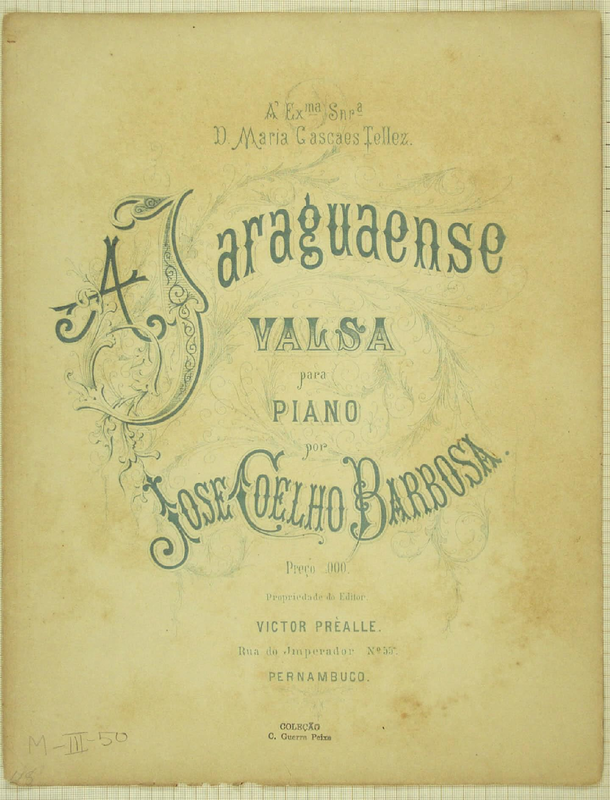 A' Exma Snra
D. Maria Cascaes Tellez.
A Jaraguaense
VALSA
para
PIANO
por
JOSE COELHO BARBOSA.
Preço 000.
Propriedade do Editor.
VICTOR PRÉALLE.
Rua do Imperador Nº 55.
PERNAMBUCO.
COLEÇÃO
C. Guerra Peixe
M-III-50